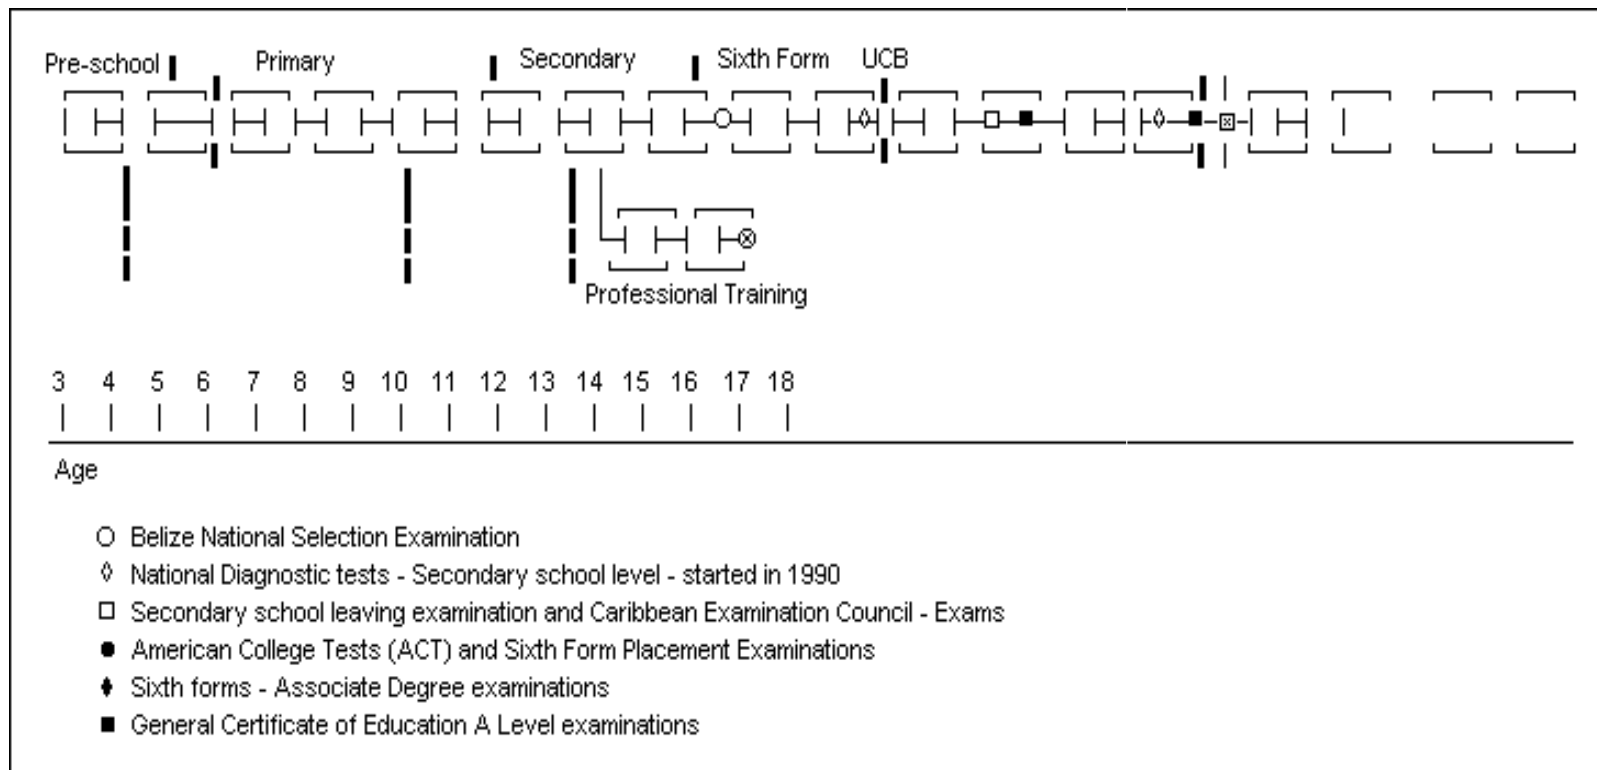 Pre-school Primary Secondary Sixth Form UCB
Professional Training
3 4 5 6 7 8 9 10 11 12 13 14 15 16 17 18
Age
Belize National Selection Examination
National Diagnostic tests - Secondary school level - started in 1990
Secondary school leaving examination and Caribbean Examination Council - Exams
American College Tests (ACT) and Sixth Form Placement Examinations
Sixth forms - Associate Degree examinations
General Certificate of Education A Level examinations